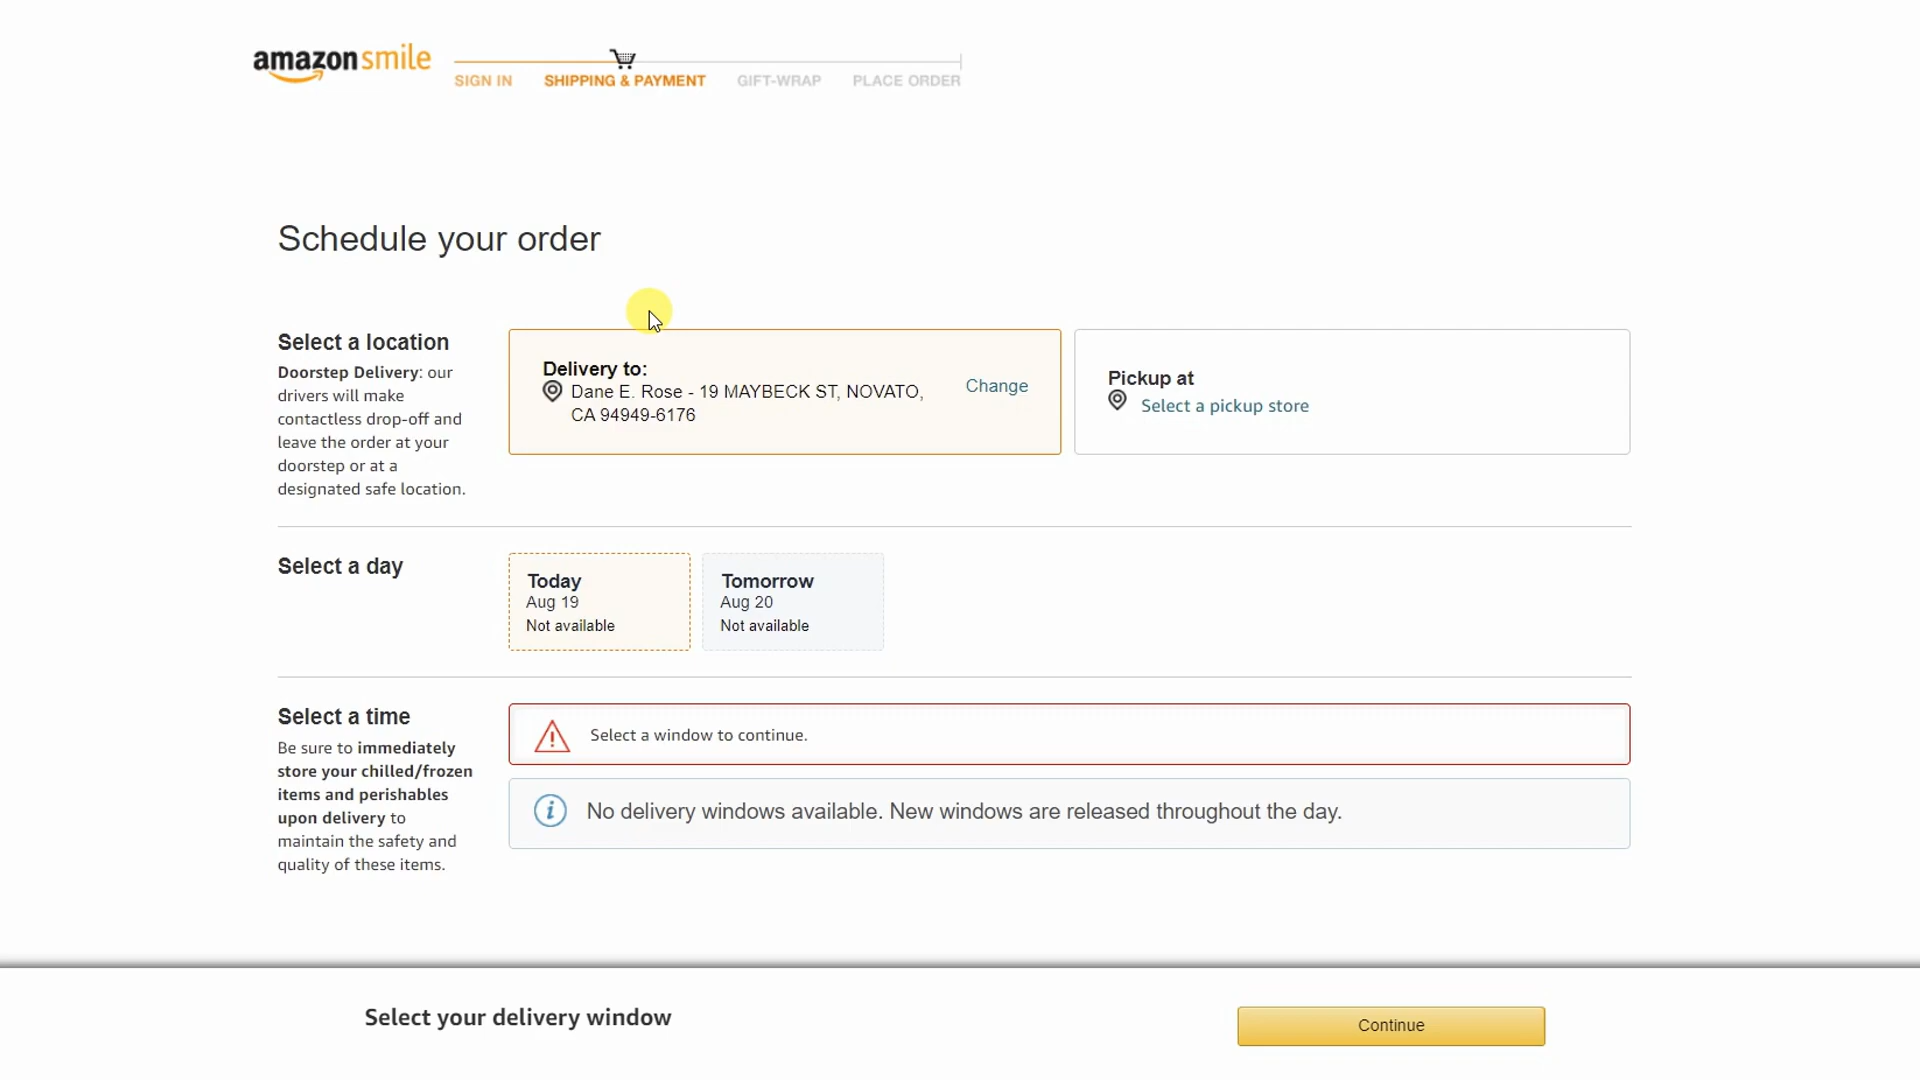 amazonsmile
SIGN IN SHIPPING & PAYMENT GIFT-WRAP PLACE ORDER
Schedule your order
Select a location
Doorstep Delivery: our
drivers will make
contactless drop-off and
leave the order at your
doorstep or at a
designated safe location.
Delivery to:
Dane E. Rose - 19 MAYBECK ST, NOVATO,
CA 94949-6176
Change
Pickup at
Select a pickup store
Select a day
Today
Aug 19
Not available
Tomorrow
Aug 20
Not available
Select a time
Be sure to immediately
store your chilled/frozen
items and perishables
upon delivery to
maintain the safety and
quality of these items.
Select a window to continue.
No delivery windows available. New windows are released throughout the day.
Select your delivery window
Continue